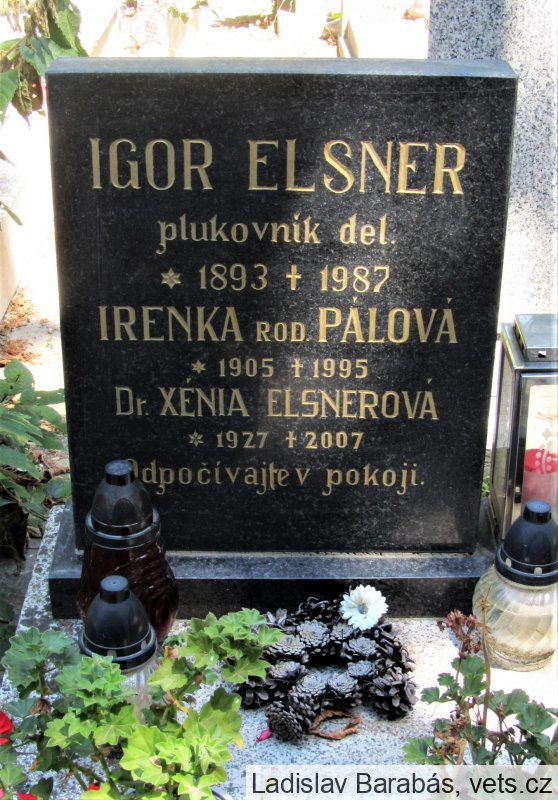 IGOR ELSNER
plukovník del.
* 1893 † 1987
IRENKA ROD. PÁLOVÁ
* 1905 † 1995
Dr. XÉNIA ELSNEROVÁ
* 1927 † 2007
Odpočívajte v pokoji.
Ladislav Barabás, vets.cz